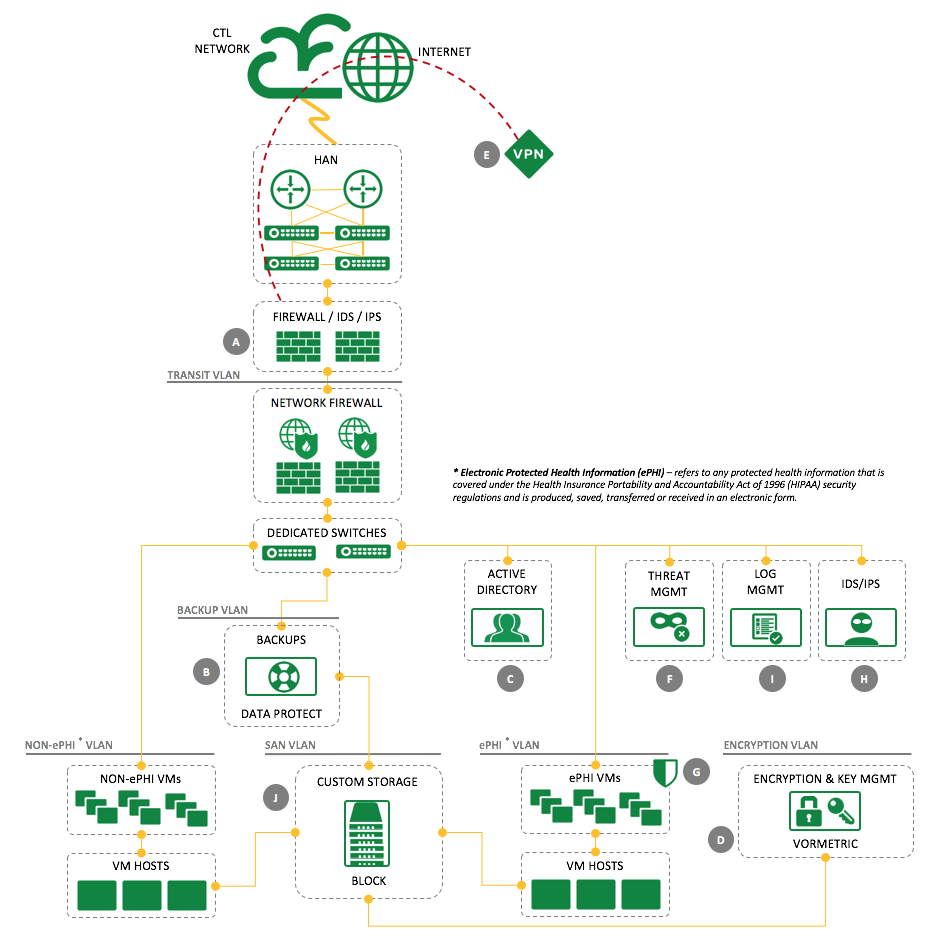 CTL
NETWORK
INTERNET
E
VPN
HAN
FIREWALL / IDS / IPS
A
TRANSIT VLAN
NETWORK FIREWALL
* Electronic Protected Health Information (ePHI) – refers to any protected health information that is
covered under the Health Insurance Portability and Accountability Act of 1996 (HIPAA) security
regulations and is produced, saved, transferred or received in an electronic form.
DEDICATED SWITCHES
ACTIVE
DIRECTORY
THREAT
MGMT
LOG
MGMT
IDS/IPS
BACKUP VLAN
BACKUPS
B
DATA PROTECT
C
F
I
H
NON-ePHI * VLAN
SAN VLAN
ePHI * VLAN
ENCRYPTION VLAN
NON-ePHI VMs
CUSTOM STORAGE
J
ePHI VMs
G
ENCRYPTION & KEY MGMT
D
VORMETRIC
VM HOSTS
BLOCK
VM HOSTS